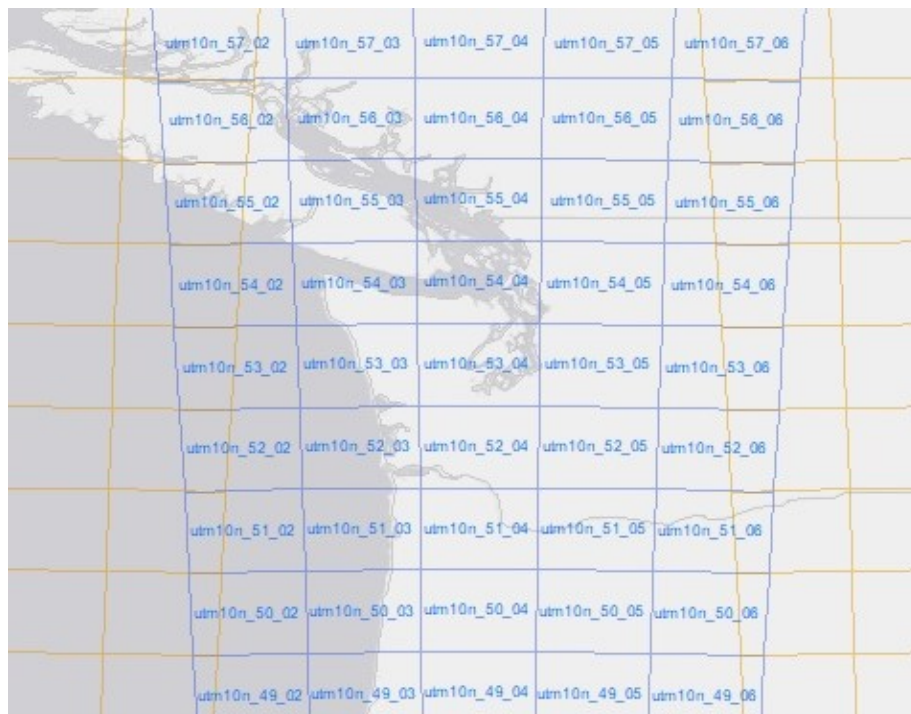 utm10n_57_02 utm10n_57_03 utm10n_57_04 utm10n_57_05 utm10n_57_06
utm10n_56_02 utm10n_56_03 utm10n_56_04 utm10n_56_05 utm10n_56_06
utm10n_55_02 utm10n_55_03 utm10n_55_04 utm10n_55_05 utm10n_55_06
utm10n_54_02 utm10n_54_03 utm10n_54_04 utm10n_54_05 utm10n_54_06
utm10n_53_02 utm10n_53_03 utm10n_53_04 utm10n_53_05 utm10n_53_06
utm10n_52_02 utm10n_52_03 utm10n_52_04 utm10n_52_05 utm10n_52_06
utm10n_51_02 utm10n_51_03 utm10n_51_04 utm10n_51_05 utm10n_51_06
utm10n_50_02 utm10n_50_03 utm10n_50_04 utm10n_50_05 utm10n_50_06
utm10n_49_02 utm10n_49_03 utm10n_49_04 utm10n_49_05 utm10n_49_06